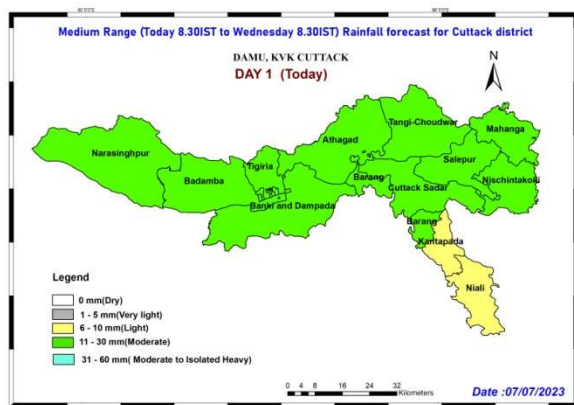 Medium Range (Today 8.30IST to Wednesday 8.30IST) Rainfall forecast for Cuttack district
DAMU, KVK CUTTACK
DAY 1 (Today)
N
Tangi-Choudwar
Mahanga
Athagad
Narasinghpur
Salepur
Tigiria
Badamba
Barang
Nischintakoili
Cuttack Sadar
Banki and Dampada
Barang
Kantapada
Niali
Legend
0 mm(Dry)
1 - 5 mm(Very light)
6 - 10 mm(Light)
11 - 30 mm(Moderate)
31 - 60 mm( Moderate to Isolated Heavy)
0 4 8 16 24 32
Kilometers
Date :07/07/2023